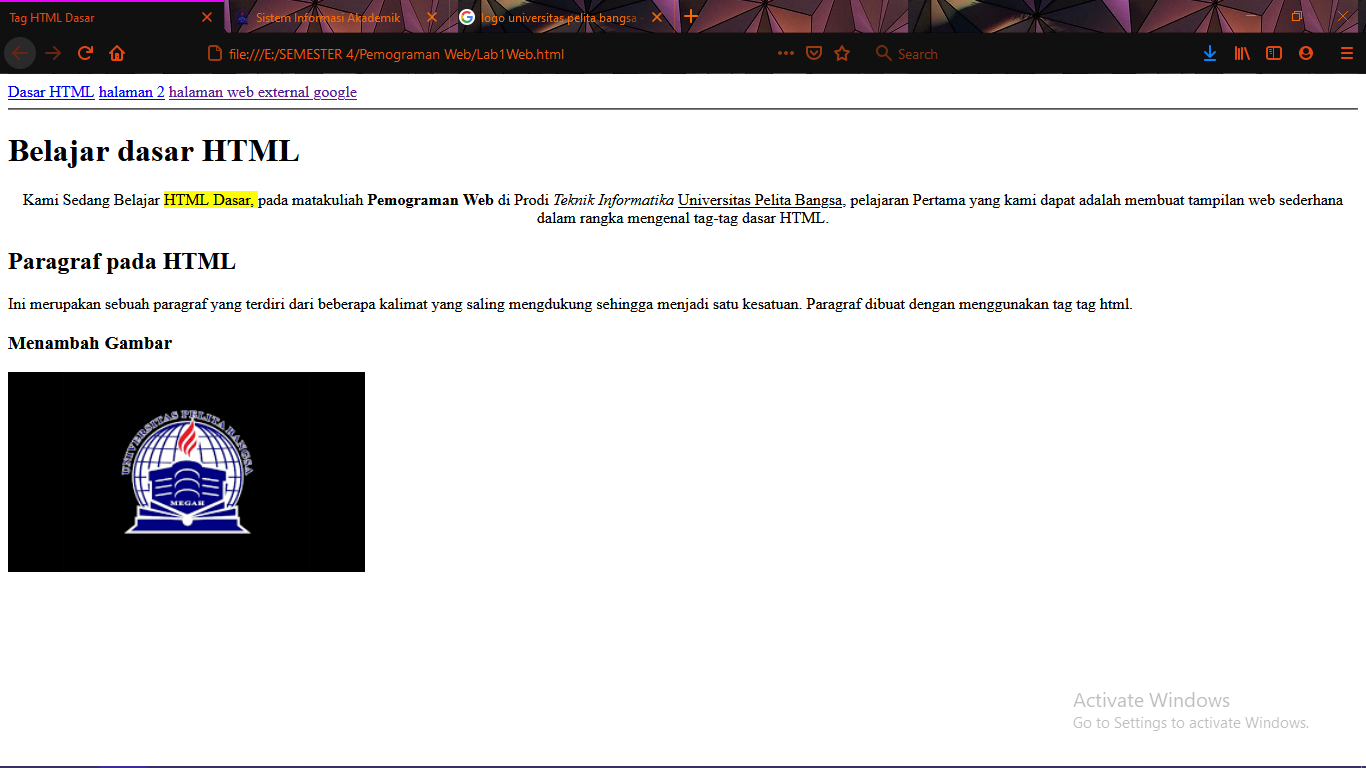 Tag HTML Dasar
Sistem Informasi Akademik
logo universitas pelita bangsa -
file:///E:/SEMESTER 4/Pemograman Web/Lab1Web.html
Search
Dasar HTML halaman 2 halaman web external google
Belajar dasar HTML
Kami Sedang Belajar HTML Dasar, pada matakuliah Pemograman Web di Prodi Teknik Informatika Universitas Pelita Bangsa, pelajaran Pertama yang kami dapat adalah membuat tampilan web sederhana
dalam rangka mengenal tag-tag dasar HTML.
Paragraf pada HTML
Ini merupakan sebuah paragraf yang terdiri dari beberapa kalimat yang saling mengdukung sehingga menjadi satu kesatuan. Paragraf dibuat dengan menggunakan tag tag html.
Menambah Gambar
UNIVERSITAS PELITA BANGSA
MEGAH
Activate Windows
Go to Settings to activate Windows.